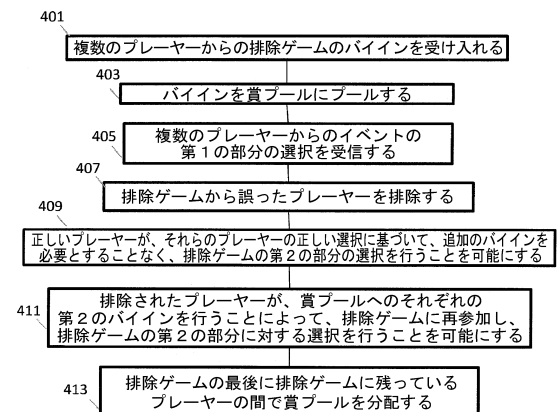 401
複数のプレーヤーからの排除ゲームのバイインを受け入れる
403
バイインを賞プールにプールする
405
複数のプレーヤーからのイベントの
第1の部分の選択を受信する
407
排除ゲームから誤ったプレーヤーを排除する
409
正しいプレーヤーが、それらのプレーヤーの正しい選択に基づいて、追加のバイインを
必要とすることなく、排除ゲームの第2の部分の選択を行うことを可能にする
411
排除されたプレーヤーが、賞プールへのそれぞれの
第2のバイインを行うことによって、排除ゲームに再参加し、
排除ゲームの第2の部分に対する選択を行うことを可能にする
413
排除ゲームの最後に排除ゲームに残っている
プレーヤーの間で賞プールを分配する